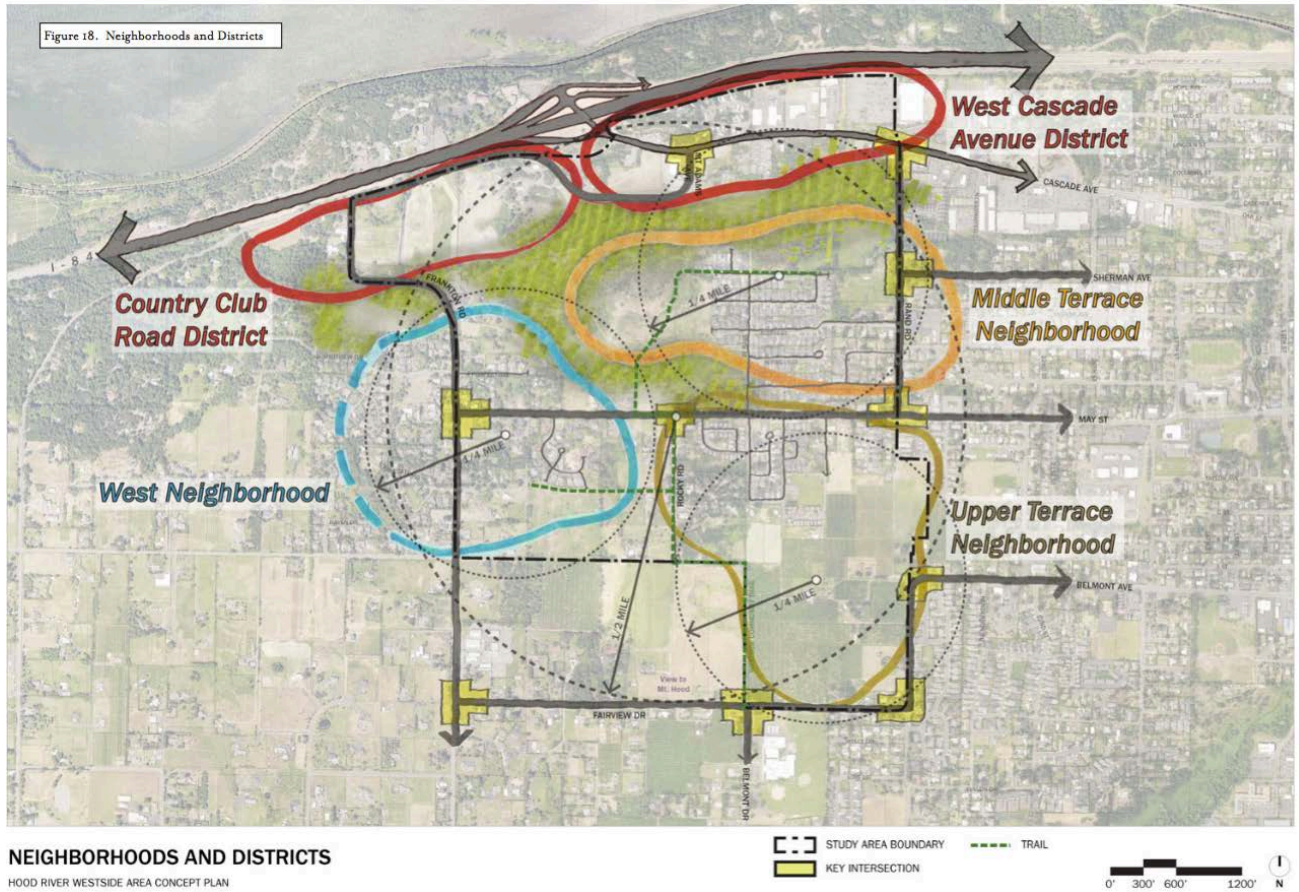 Figure 18. Neighborhoods and Districts
West Cascade
Avenue District
CASCADE AVE
I-84
MT ADAMS
AVE
Country Club
Road District
FRANKTON RD
1/4 MILE
SHERMAN AVE
Middle Terrace
Neighborhood
RAND RD
MAY ST
1/4 MILE
West Neighborhood
ROCKY RD
Upper Terrace
Neighborhood
BELMONT AVE
1/4 MILE
1/2 MILE
View to
Mt. Hood
FAIRVIEW DR
BELMONT DR
NEIGHBORHOODS AND DISTRICTS
HOOD RIVER WESTSIDE AREA CONCEPT PLAN
STUDY AREA BOUNDARY
TRAIL
KEY INTERSECTION
0' 300' 600' 1200'
N